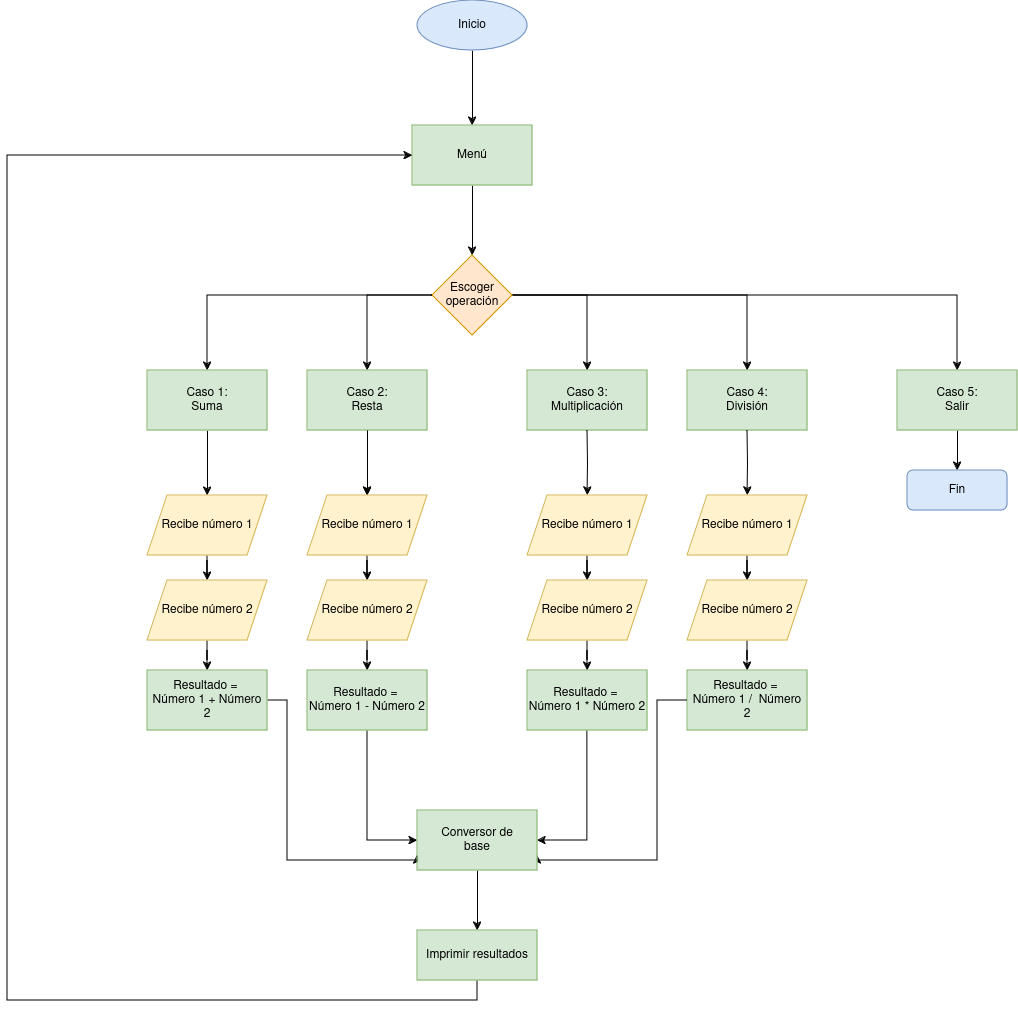 Inicio
Menú
Escoger
operación
Caso 1:
Suma
Caso 2:
Resta
Caso 3:
Multiplicación
Caso 4:
División
Caso 5:
Salir
Recibe número 1
Recibe número 1
Recibe número 1
Recibe número 1
Fin
Recibe número 2
Recibe número 2
Recibe número 2
Recibe número 2
Resultado =
Número 1 + Número
2
Resultado =
Número 1 - Número 2
Resultado =
Número 1 * Número 2
Resultado =
Número 1 / Número
2
Conversor de
base
Imprimir resultados